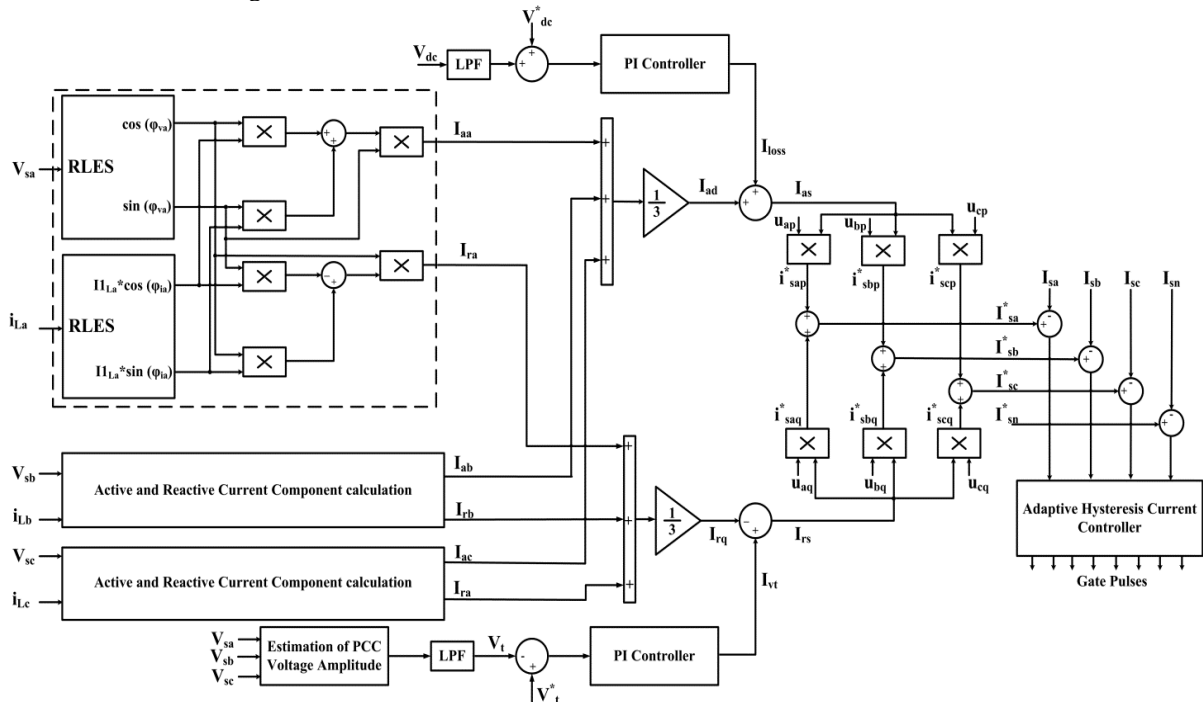 V*dc
Vdc
LPF
+
+
PI Controller
cos (φva)
RLES
Vsa
sin (φva)
×
×
+
+
×
Iaa
I1La*cos (φia)
RLES
iLa
I1La*sin (φia)
×
×
-
×
Ira
+
+
+
1/3
Iad
Iloss
+
+
Ias
uap
ubp
ucp
×
×
×
i*sap
i*sbp
i*scp
Isa
Isb
Isc
Isn
+
+
I*sa
+
-
+
+
I*sb
+
-
+
+
I*sc
+
-
I*sn
+
-
i*saq
i*sbq
i*scq
×
×
×
uaq
ubq
ucq
Vsb
iLb
Active and Reactive Current Component calculation
Iab
Irb
Vsc
iLc
Active and Reactive Current Component calculation
Iac
Ira
+
+
+
1/3
Irq
-
+
Irs
Ivt
Adaptive Hysteresis Current
Controller
Gate Pulses
Vsa
Vsb
Vsc
Estimation of PCC
Voltage Amplitude
LPF
Vt
-
+
V*t
PI Controller